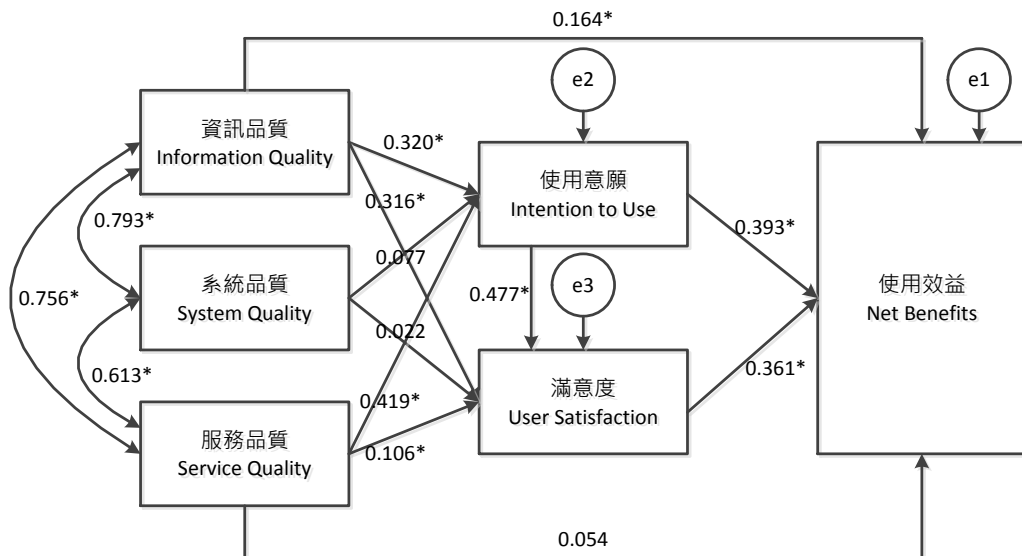 0.164*
e2
e1
資訊品質
Information Quality
0.320*
使用意願
Intention to Use
0.316*
0.793*
0.393*
0.077
系統品質
System Quality
e3
使用效益
Net Benefits
0.477*
0.756*
0.022
0.613*
滿意度
User Satisfaction
0.361*
0.419*
服務品質
Service Quality
0.106*
0.054